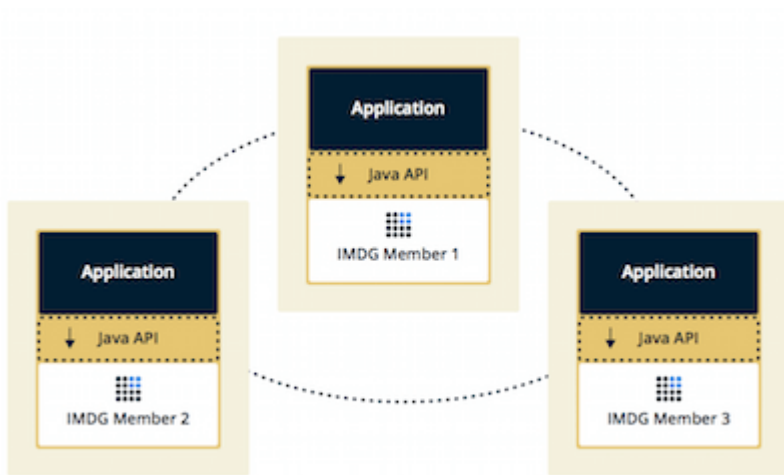 Application
Java API
IMDG Member 1
Application
Java API
IMDG Member 2
Application
Java API
IMDG Member 3